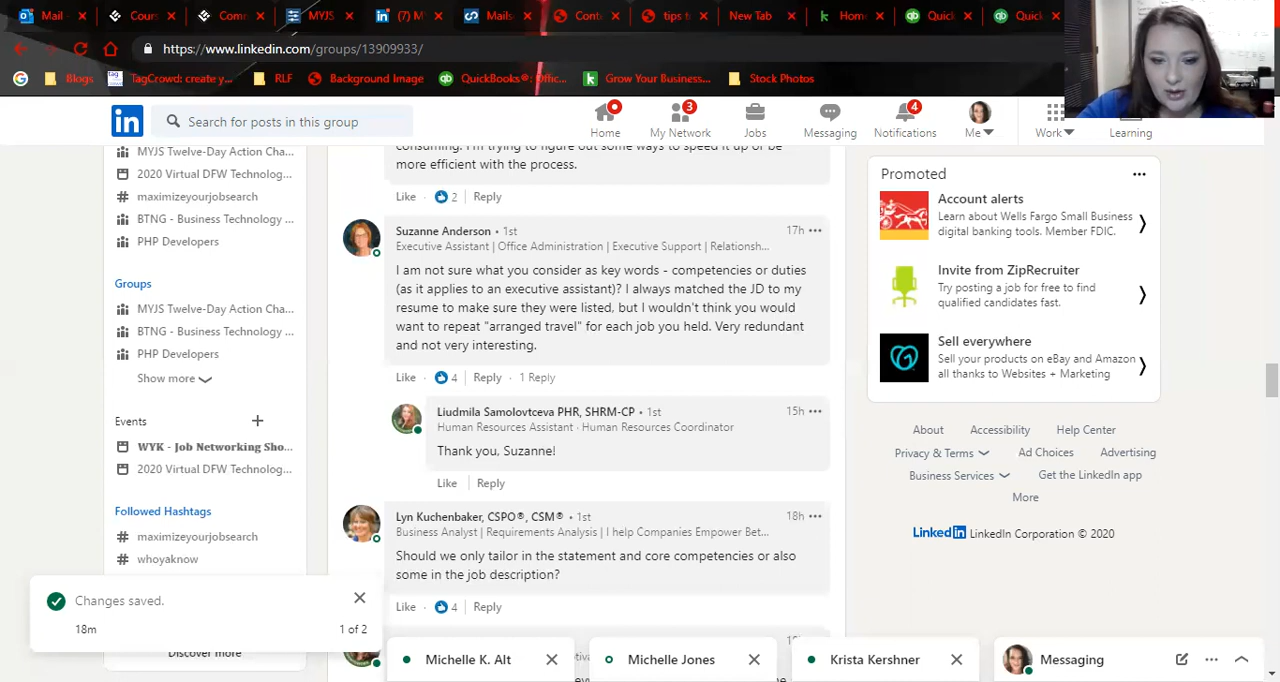 Mail
Cours
Comm
MYJS
(7) M
Mails
Cont
tips t
New Tab
Home
Quick
Quick
https://www.linkedin.com/groups/13909933/
Blogs
TagCrowd: create y...
RLF
Background Image
QuickBooks®: Offic...
Grow Your Business...
Stock Photos
in
Search for posts in this group
Home
3
My Network
Jobs
Messaging
4
Notifications
Me
Work
Learning
MYJS Twelve-Day Action Cha...
2020 Virtual DFW Technolog...
# maximizeyourjobsearch
BTNG - Business Technology ...
PHP Developers
Groups
MYJS Twelve-Day Action Cha...
BTNG - Business Technology ...
PHP Developers
Show more
Events +
WYK - Job Networking Sho...
2020 Virtual DFW Technolog...
Followed Hashtags
# maximizeyourjobsearch
# whoyaknow
Discover more
Changes saved.
18m 1 of 2
consuming. I'm trying to figure out some ways to speed it up or be
more efficient with the process.
Like · 2 Reply
Suzanne Anderson • 1st 17h
Executive Assistant | Office Administration | Executive Support | Relationsh...
I am not sure what you consider as key words - competencies or duties
(as it applies to an executive assistant)? I always matched the JD to my
resume to make sure they were listed, but I wouldn't think you would
want to repeat "arranged travel" for each job you held. Very redundant
and not very interesting.
Like · 4 Reply · 1 Reply
Liudmila Samolovtceva PHR, SHRM-CP • 1st 15h
Human Resources Assistant - Human Resources Coordinator
Thank you, Suzanne!
Like Reply
Lyn Kuchenbaker, CSPO®, CSM® • 1st 18h
Business Analyst | Requirements Analysis | I help Companies Empower Bet...
Should we only tailor in the statement and core competencies or also
some in the job description?
Like · 4 Reply
Michelle K. Alt
Michelle Jones
Krista Kershner
Messaging
Promoted
Account alerts
Learn about Wells Fargo Small Business
digital banking tools. Member FDIC.
Invite from ZipRecruiter
Try posting a job for free to find
qualified candidates fast.
Sell everywhere
Sell your products on eBay and Amazon
all thanks to Websites + Marketing
About Accessibility Help Center
Privacy & Terms Ad Choices Advertising
Business Services Get the LinkedIn app
More
Linked in LinkedIn Corporation © 2020